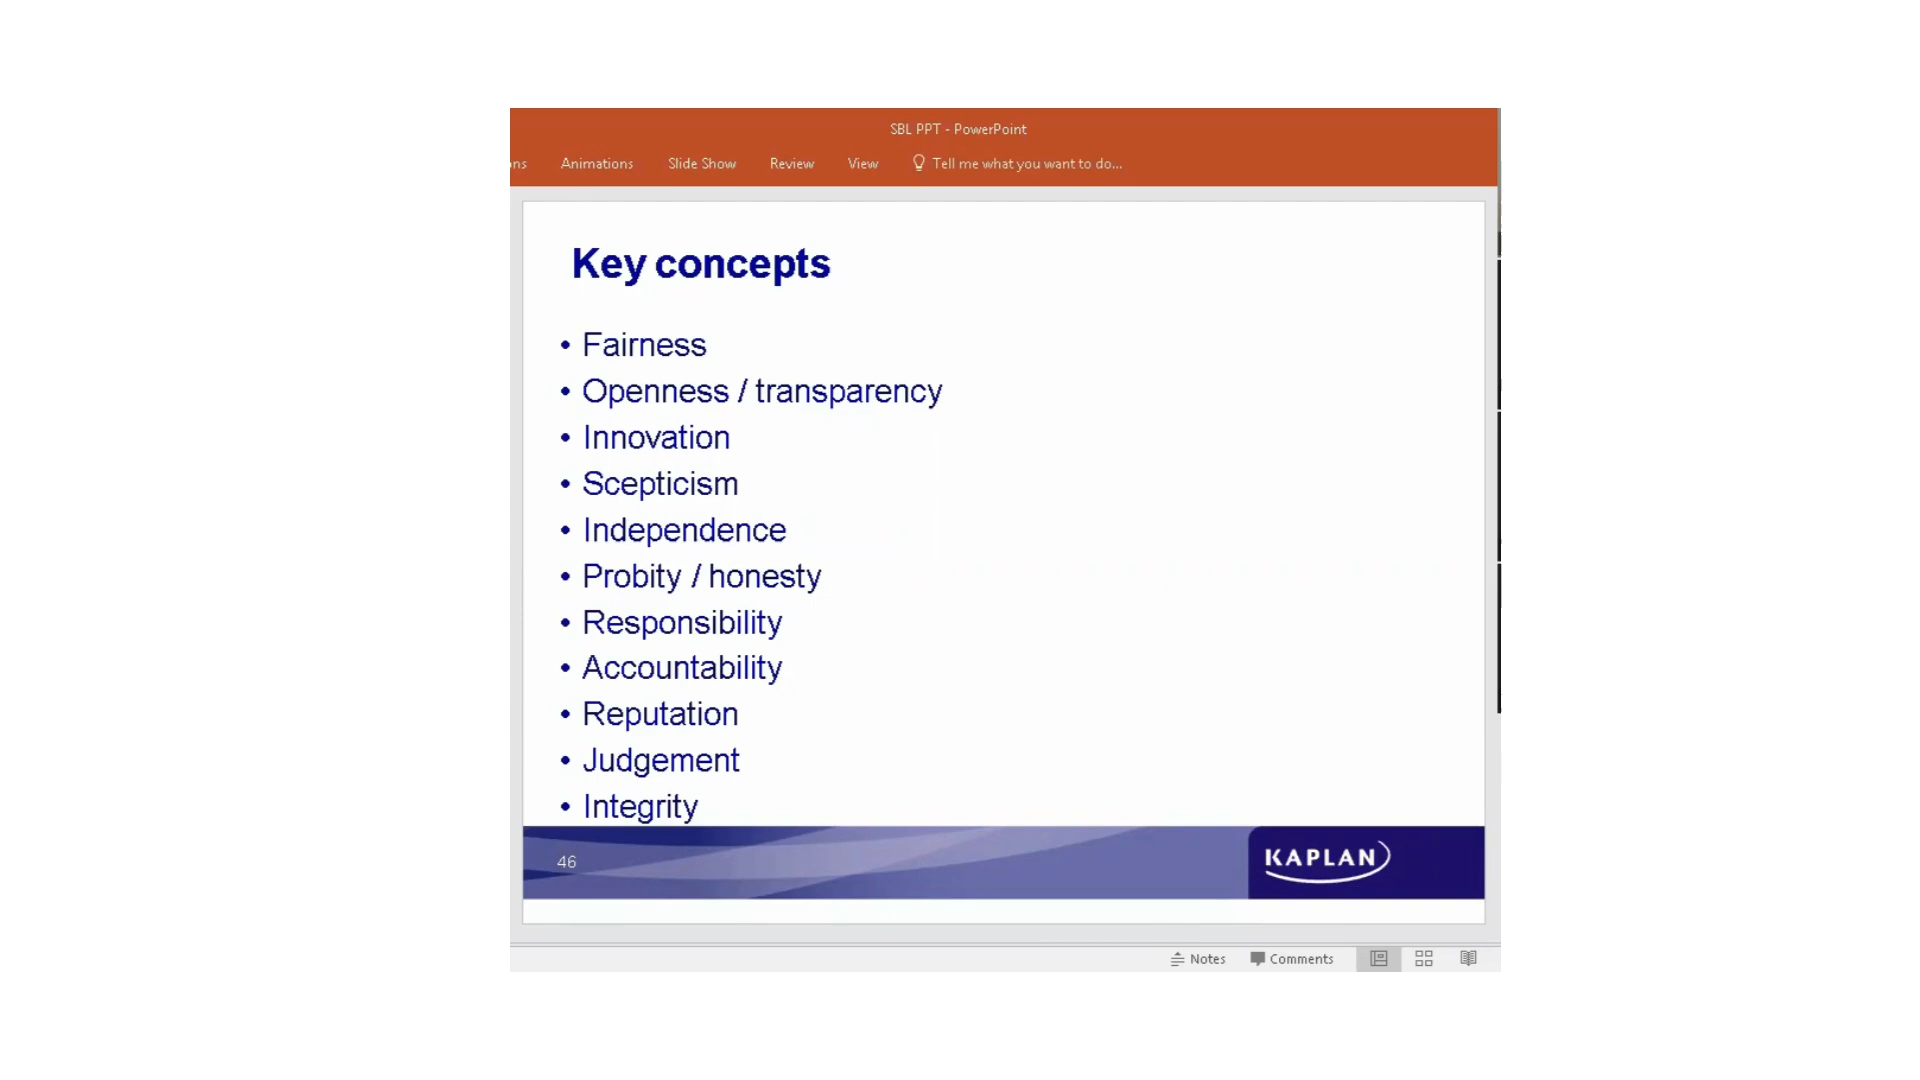 SBL PPT - PowerPoint
ns Animations Slide Show Review View Tell me what you want to do...
Key concepts
• Fairness
• Openness / transparency
• Innovation
• Scepticism
• Independence
• Probity / honesty
• Responsibility
• Accountability
• Reputation
• Judgement
• Integrity
46
KAPLAN
Notes Comments